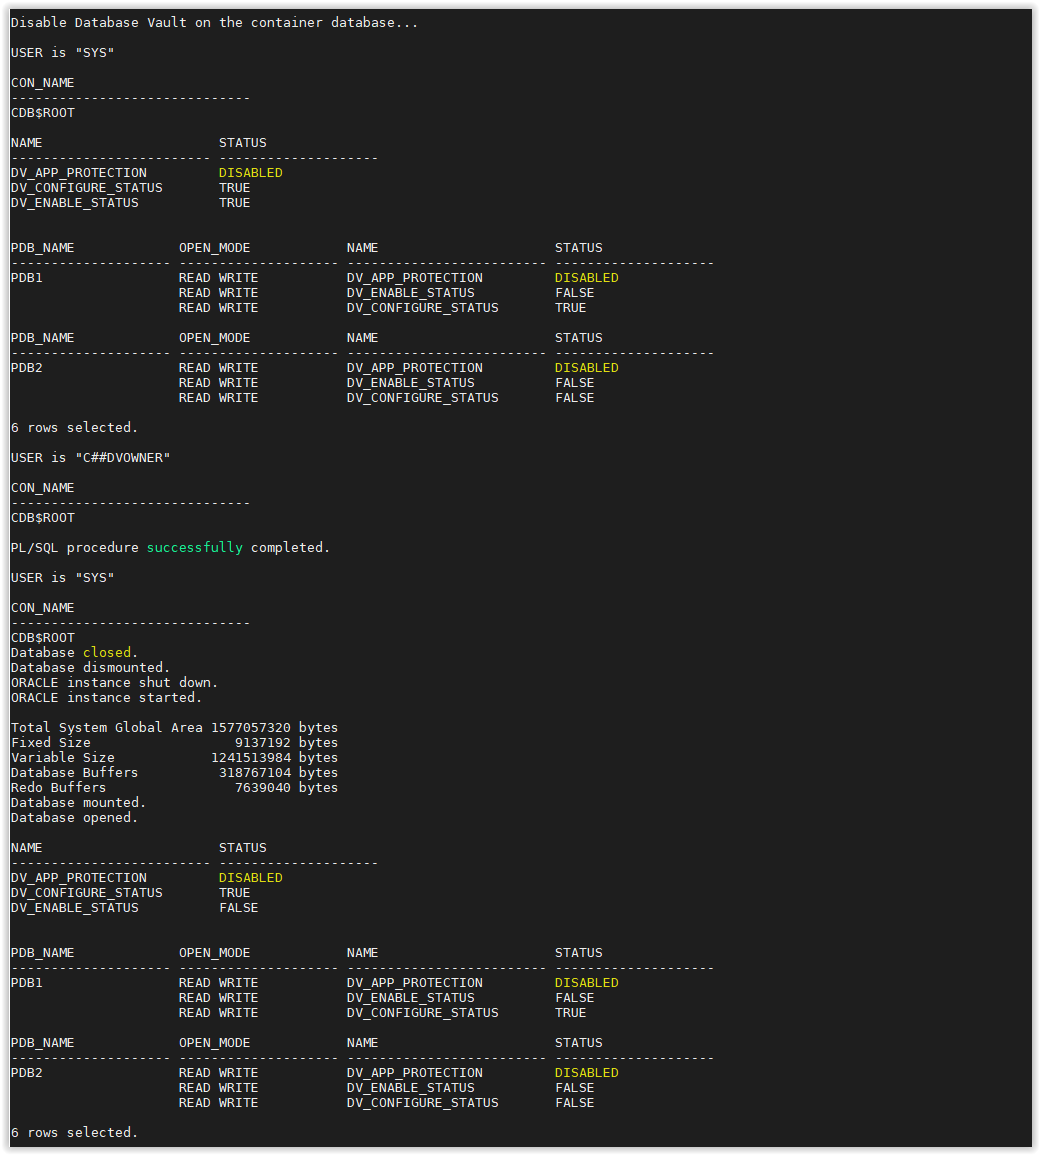 Disable Database Vault on the container database...

USER is "SYS"

CON_NAME
------------------------------
CDB$ROOT

NAME                      STATUS
------------------------- --------------------
DV_APP_PROTECTION         DISABLED
DV_CONFIGURE_STATUS       TRUE
DV_ENABLE_STATUS          TRUE


PDB_NAME             OPEN_MODE            NAME                      STATUS
-------------------- -------------------- ------------------------- --------------------
PDB1                 READ WRITE           DV_APP_PROTECTION         DISABLED
                     READ WRITE           DV_ENABLE_STATUS          FALSE
                     READ WRITE           DV_CONFIGURE_STATUS       TRUE

PDB_NAME             OPEN_MODE            NAME                      STATUS
-------------------- -------------------- ------------------------- --------------------
PDB2                 READ WRITE           DV_APP_PROTECTION         DISABLED
                     READ WRITE           DV_ENABLE_STATUS          FALSE
                     READ WRITE           DV_CONFIGURE_STATUS       FALSE

6 rows selected.

USER is "C##DVOWNER"

CON_NAME
------------------------------
CDB$ROOT

PL/SQL procedure successfully completed.

USER is "SYS"

CON_NAME
------------------------------
CDB$ROOT
Database closed.
Database dismounted.
ORACLE instance shut down.
ORACLE instance started.

Total System Global Area 1577057320 bytes
Fixed Size                  9137192 bytes
Variable Size            1241513984 bytes
Database Buffers          318767104 bytes
Redo Buffers                7639040 bytes
Database mounted.
Database opened.

NAME                      STATUS
------------------------- --------------------
DV_APP_PROTECTION         DISABLED
DV_CONFIGURE_STATUS       TRUE
DV_ENABLE_STATUS          FALSE


PDB_NAME             OPEN_MODE            NAME                      STATUS
-------------------- -------------------- ------------------------- --------------------
PDB1                 READ WRITE           DV_APP_PROTECTION         DISABLED
                     READ WRITE           DV_ENABLE_STATUS          FALSE
                     READ WRITE           DV_CONFIGURE_STATUS       TRUE

PDB_NAME             OPEN_MODE            NAME                      STATUS
-------------------- -------------------- ------------------------- --------------------
PDB2                 READ WRITE           DV_APP_PROTECTION         DISABLED
                     READ WRITE           DV_ENABLE_STATUS          FALSE
                     READ WRITE           DV_CONFIGURE_STATUS       FALSE

6 rows selected.